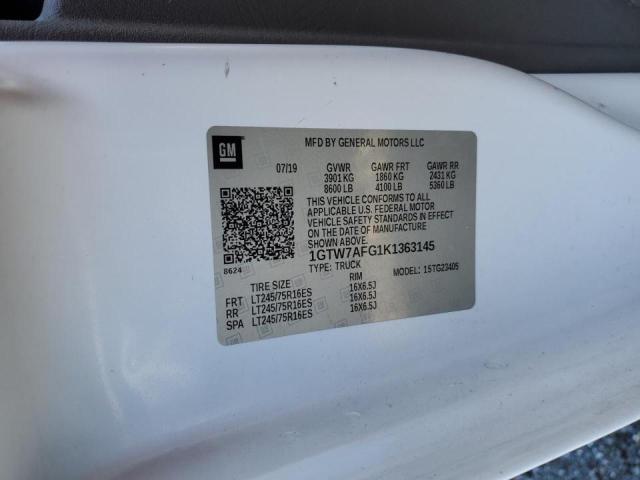 MFD BY GENERAL MOTORS LLC
GM
07/19 GVWR GAWR FRT GAWR RR
3901 KG 1860 KG 2431 KG
8600 LB 4100 LB 5360 LB
THIS VEHICLE CONFORMS TO ALL
APPLICABLE U.S. FEDERAL MOTOR
VEHICLE SAFETY STANDARDS IN EFFECT
ON THE DATE OF MANUFACTURE
SHOWN ABOVE.
1GTW7AFG1K1363145
8624
TYPE: TRUCK MODEL: 15TG23405
TIRE SIZE RIM
FRT LT245/75R16ES 16X6.5J
RR LT245/75R16ES 16X6.5J
SPA LT245/75R16ES 16X6.5J